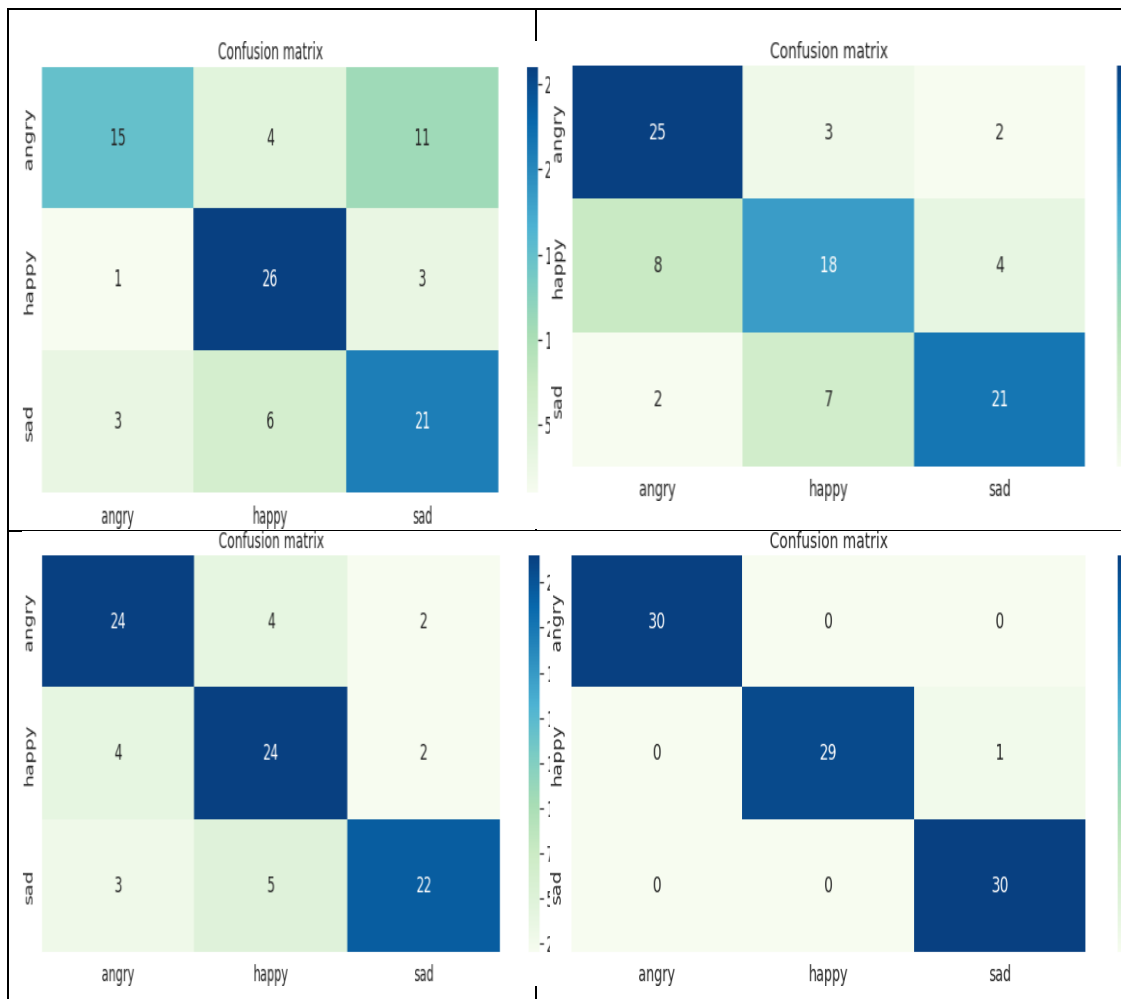 Confusion matrix
angry 15 4 11
happy 1 26 3
sad 3 6 21
angry happy sad
5
Confusion matrix
angry 25 3 2
happy 8 18 4
sad 2 7 21
angry happy sad
Confusion matrix
angry 24 4 2
happy 4 24 2
sad 3 5 22
angry happy sad
Confusion matrix
angry 30 0 0
happy 0 29 1
sad 0 0 30
angry happy sad